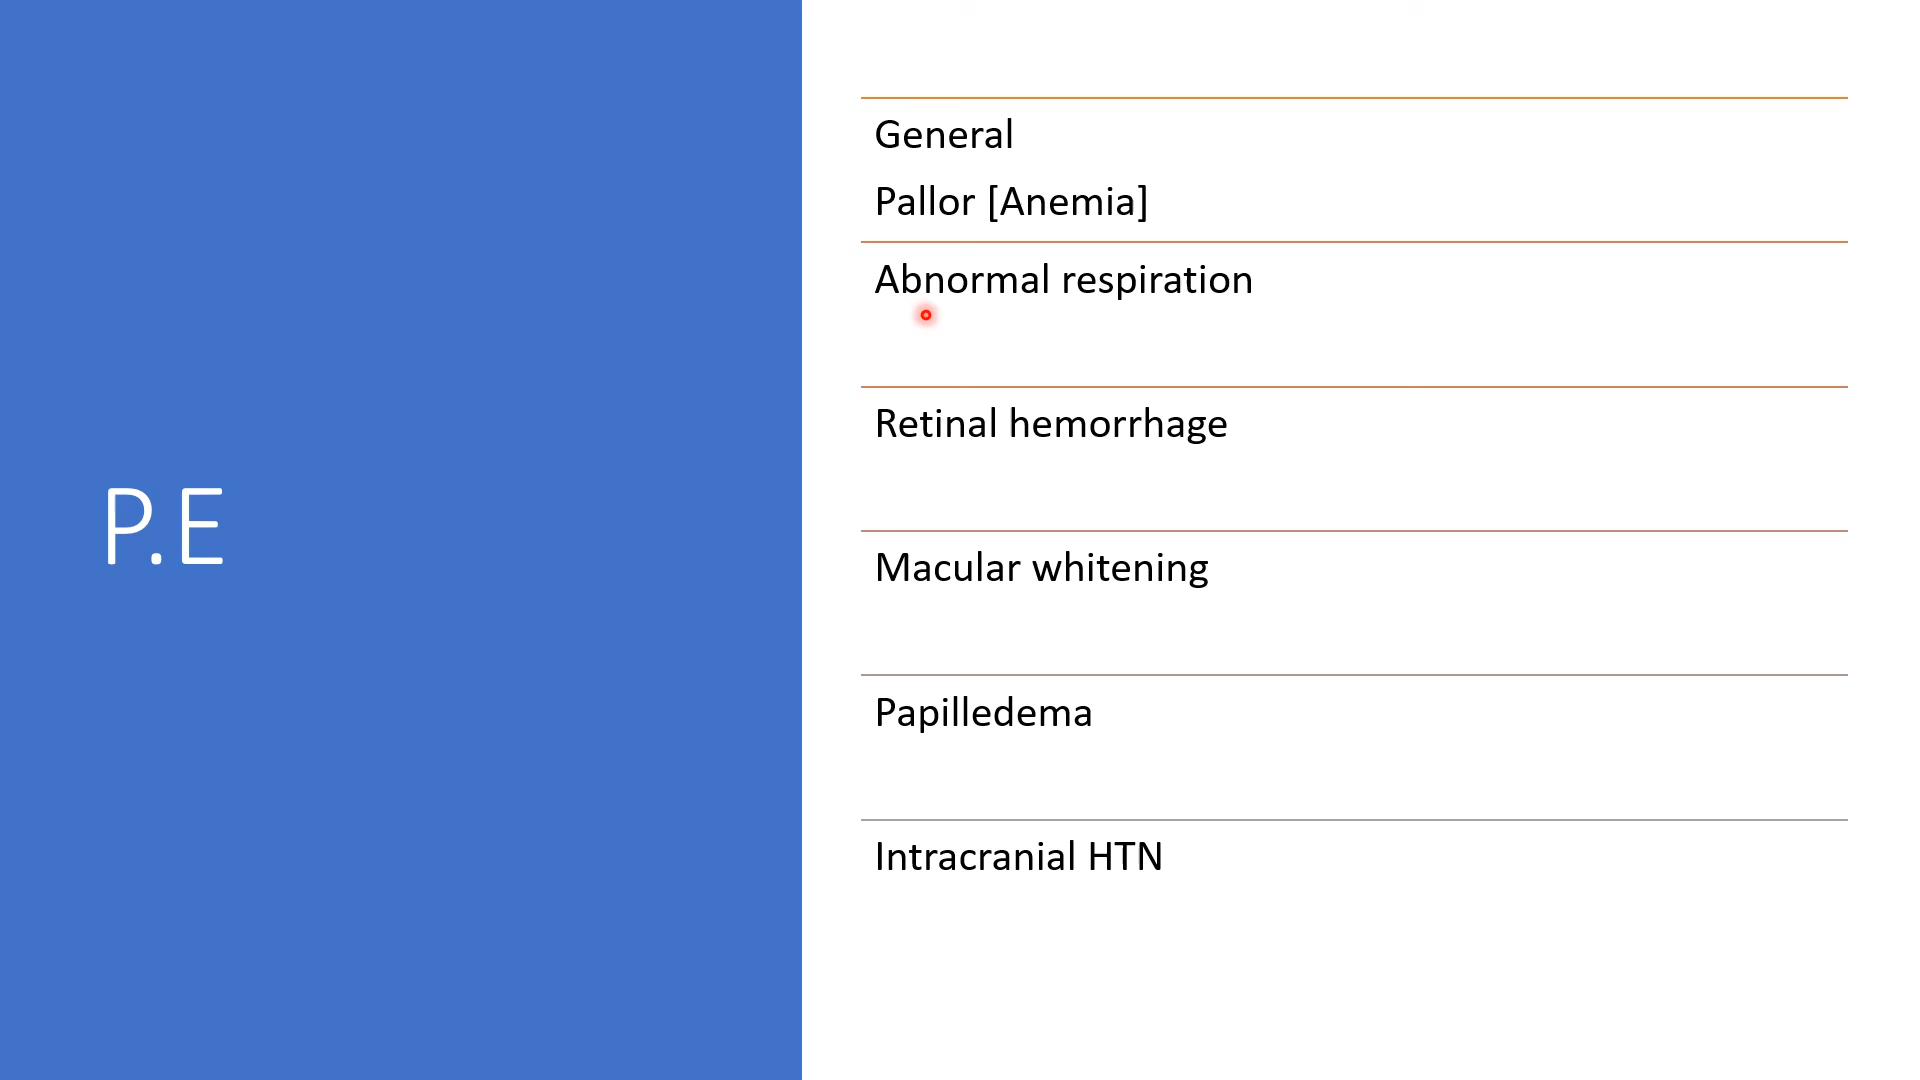 P.E
General
Pallor [Anemia]
Abnormal respiration
Retinal hemorrhage
Macular whitening
Papilledema
Intracranial HTN